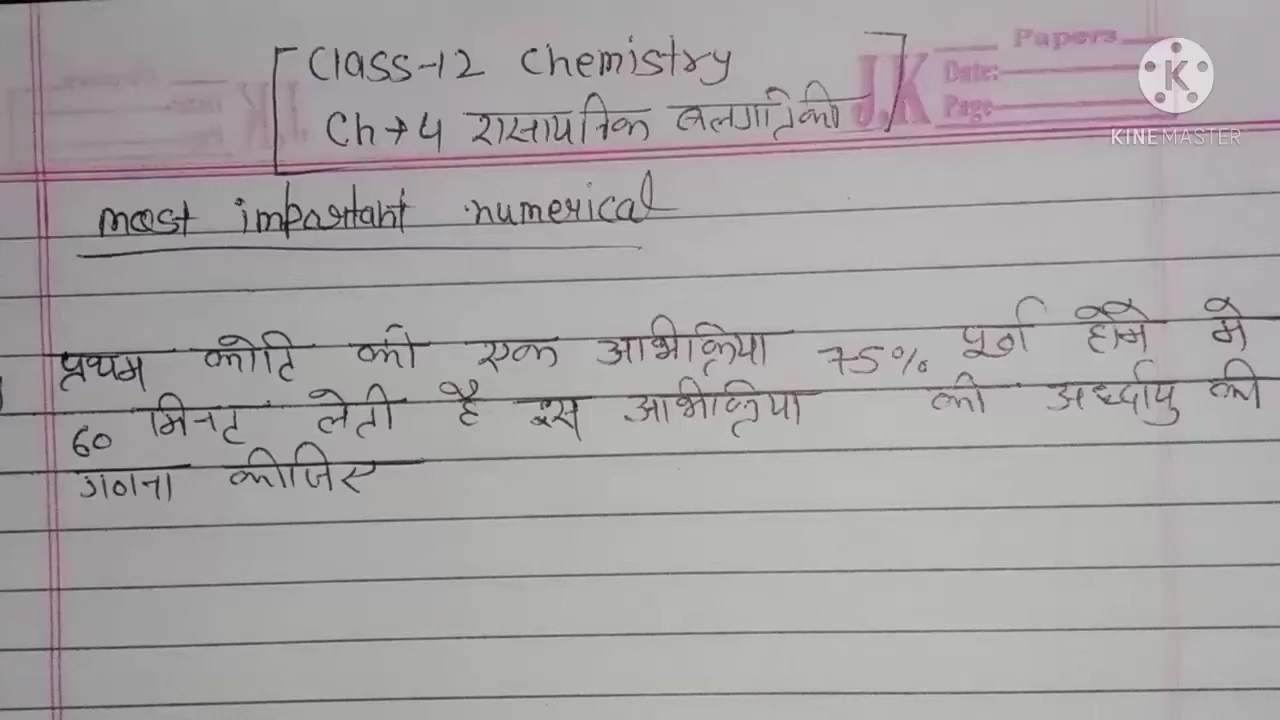 Class-12 Chemistry
Ch→4 रासायनिक बलगतिकी
most important numerical
प्रथम कोटि की एक अभिक्रिया 75% पूर्ण होने मे
60 मिनट लेती है इस अभिक्रिया की अर्ध्दायु की
गणना कीजिए
J.K
Papers
Date:
Page
K
KINEMASTER